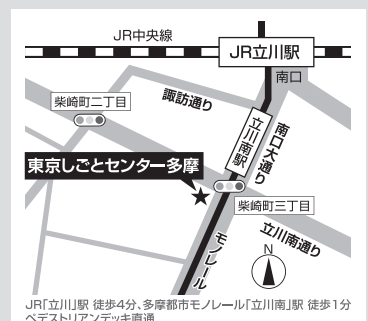 JR中央線
JR立川駅
南口
柴崎町二丁目
諏訪通り
立川南駅
南口大通り
東京しごとセンター多摩
柴崎町三丁目
立川南通り
モノレール
N
JR「立川」駅 徒歩4分、多摩都市モノレール「立川南」駅 徒歩1分
ペデストリアンデッキ直通